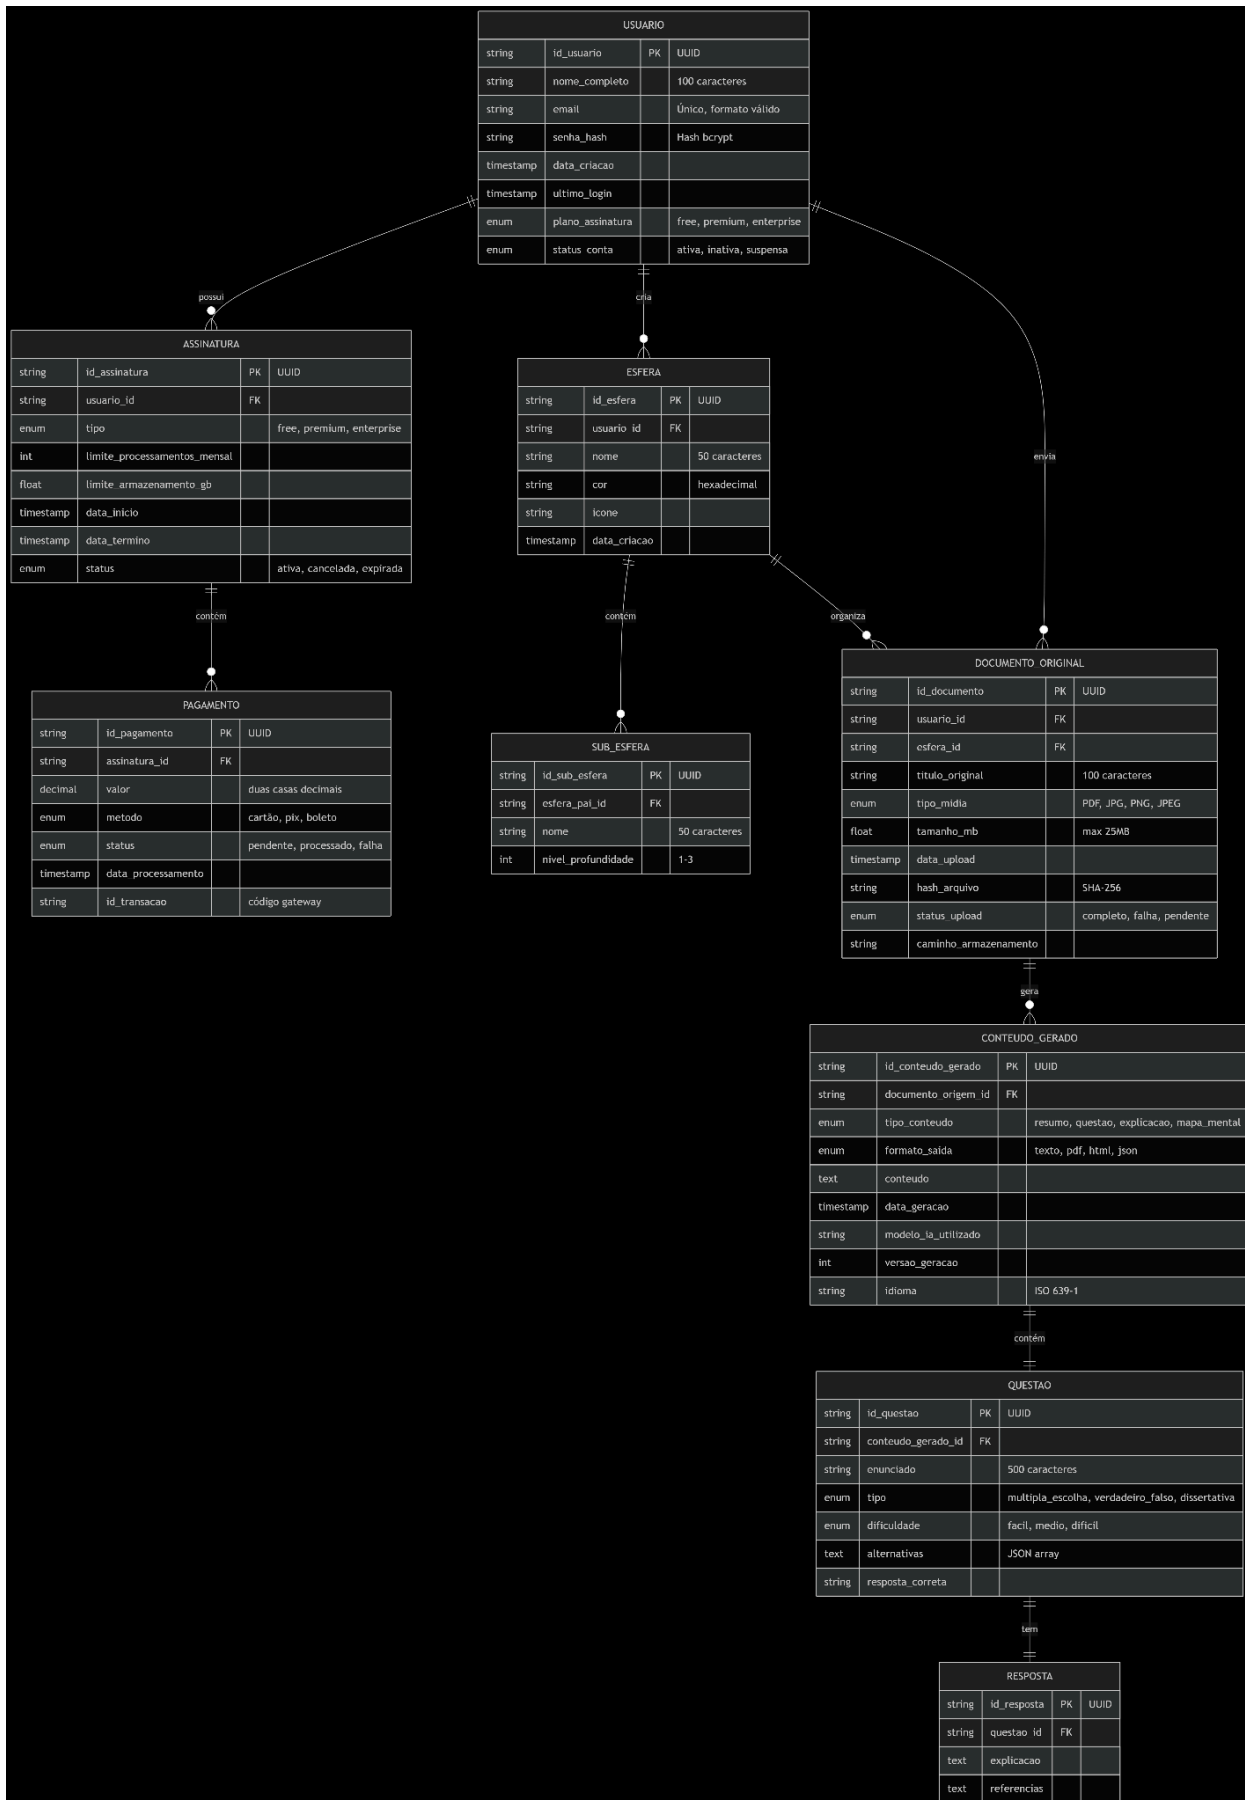 USUARIO
string id_usuario PK UUID
string nome_completo 100 caracteres
string email Único, formato válido
string senha_hash Hash bcrypt
timestamp data_criacao
timestamp ultimo_login
enum plano_assinatura free, premium, enterprise
enum status_conta ativa, inativa, suspensa
possui
cria
envia
ASSINATURA
string id_assinatura PK UUID
string usuario_id FK
enum tipo free, premium, enterprise
int limite_processamentos_mensal
float limite_armazenamento_gb
timestamp data_inicio
timestamp data_termino
enum status ativa, cancelada, expirada
ESFERA
string id_esfera PK UUID
string usuario_id FK
string nome 50 caracteres
string cor hexadecimal
string icone
timestamp data_criacao
contém
contém
organiza
PAGAMENTO
string id_pagamento PK UUID
string assinatura_id FK
decimal valor duas casas decimais
enum metodo cartão, pix, boleto
enum status pendente, processado, falha
timestamp data_processamento
string id_transacao código gateway
SUB_ESFERA
string id_sub_esfera PK UUID
string esfera_pai_id FK
string nome 50 caracteres
int nivel_profundidade 1-3
DOCUMENTO_ORIGINAL
string id_documento PK UUID
string usuario_id FK
string esfera_id FK
string titulo_original 100 caracteres
enum tipo_midia PDF, JPG, PNG, JPEG
float tamanho_mb max 25MB
timestamp data_upload
string hash_arquivo SHA-256
enum status_upload completo, falha, pendente
string caminho_armazenamento
gera
CONTEUDO_GERADO
string id_conteudo_gerado PK UUID
string documento_origem_id FK
enum tipo_conteudo resumo, questao, explicacao, mapa_mental
enum formato_saida texto, pdf, html, json
text conteudo
timestamp data_geracao
string modelo_ia_utilizado
int versao_geracao
string idioma ISO 639-1
contém
QUESTAO
string id_questao PK UUID
string conteudo_gerado_id FK
string enunciado 500 caracteres
enum tipo multipla_escolha, verdadeiro_falso, dissertativa
enum dificuldade facil, medio, dificil
text alternativas JSON array
string resposta_correta
tem
RESPOSTA
string id_resposta PK UUID
string questao_id FK
text explicacao
text referencias